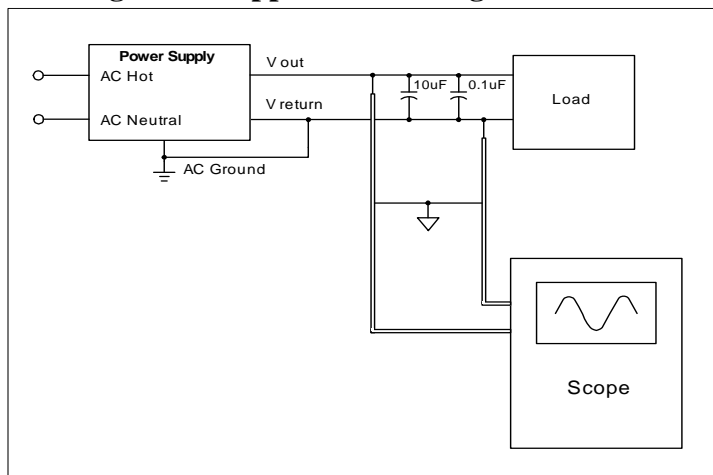 Power Supply
V out
AC Hot
10uF
0.1uF
Load
V return
AC Neutral
AC Ground
Scope